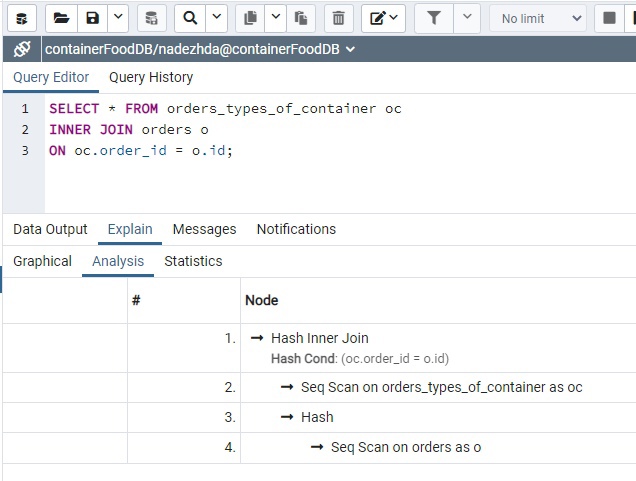 No limit
containerFoodDB/nadezhda@containerFoodDB
Query Editor Query History
1 SELECT * FROM orders_types_of_container oc
2 INNER JOIN orders o
3 ON oc.order_id = o.id;
Data Output Explain Messages Notifications
Graphical Analysis Statistics
# Node
1. → Hash Inner Join
Hash Cond: (oc.order_id = o.id)
2. → Seq Scan on orders_types_of_container as oc
3. → Hash
4. → Seq Scan on orders as o